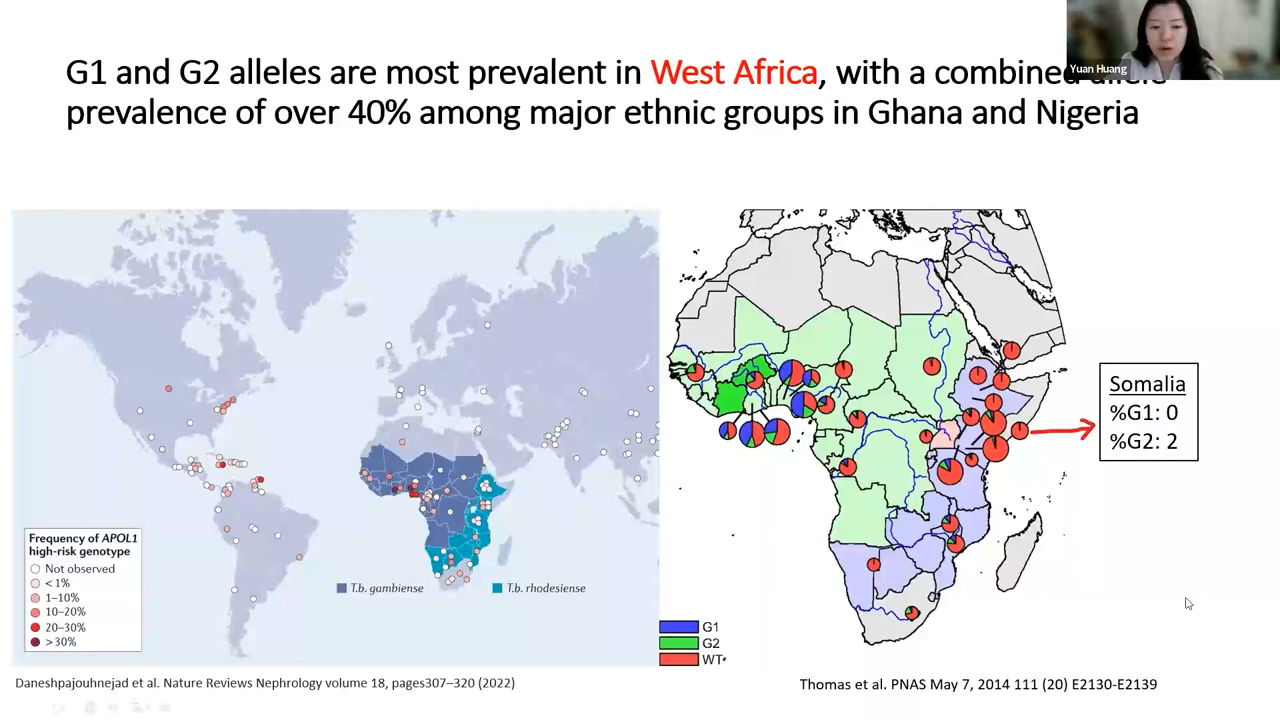 Yuan Huang
G1 and G2 alleles are most prevalent in West Africa, with a combined
prevalence of over 40% among major ethnic groups in Ghana and Nigeria
Frequency of APOL1
high-risk genotype
Not observed
< 1%
1–10%
10–20%
20–30%
>30%
T.b. gambiense
T.b. rhodesiense
G1
G2
WT
Somalia
%G1: 0
%G2: 2
Daneshpajouhnejad et al. Nature Reviews Nephrology volume 18, pages307–320 (2022)
Thomas et al. PNAS May 7, 2014 111 (20) E2130-E2139